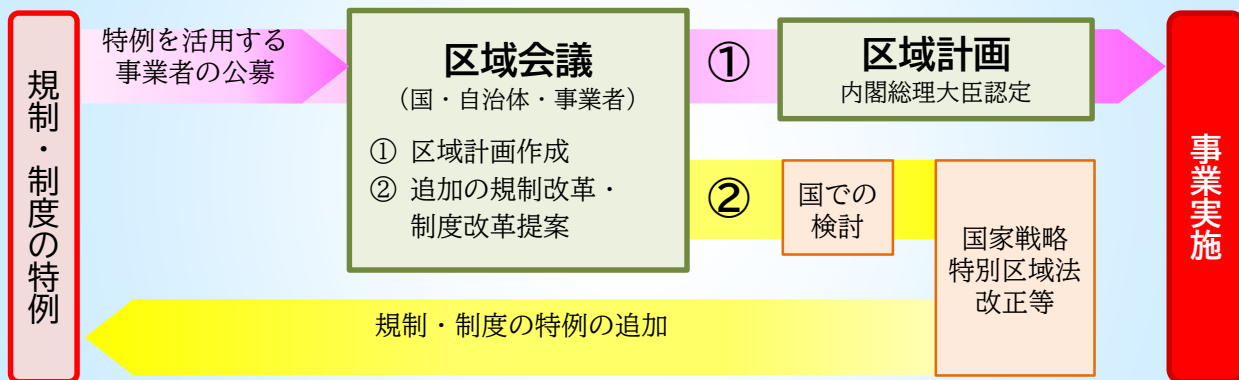 規制・制度の特例
特例を活用する
事業者の公募
区域会議
（国・自治体・事業者）
① 区域計画作成
② 追加の規制改革・
制度改革提案
①
区域計画
内閣総理大臣認定
②
国での
検討
国家戦略
特別区域法
改正等
規制・制度の特例の追加
事業実施